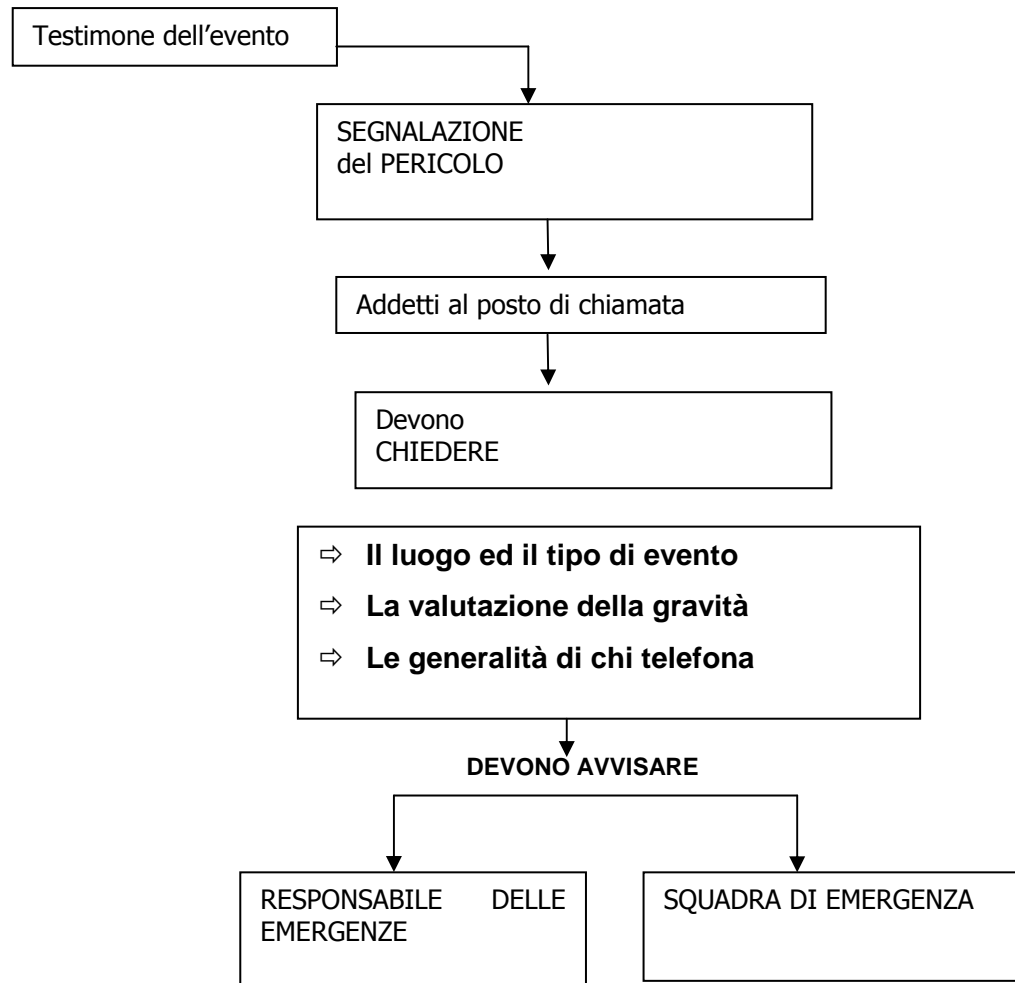 Testimone dell’evento
SEGNALAZIONE
del PERICOLO
Addetti al posto di chiamata
Devono
CHIEDERE
⇨ Il luogo ed il tipo di evento
⇨ La valutazione della gravità
⇨ Le generalità di chi telefona
DEVONO AVVISARE
RESPONSABILE DELLE
EMERGENZE
SQUADRA DI EMERGENZA